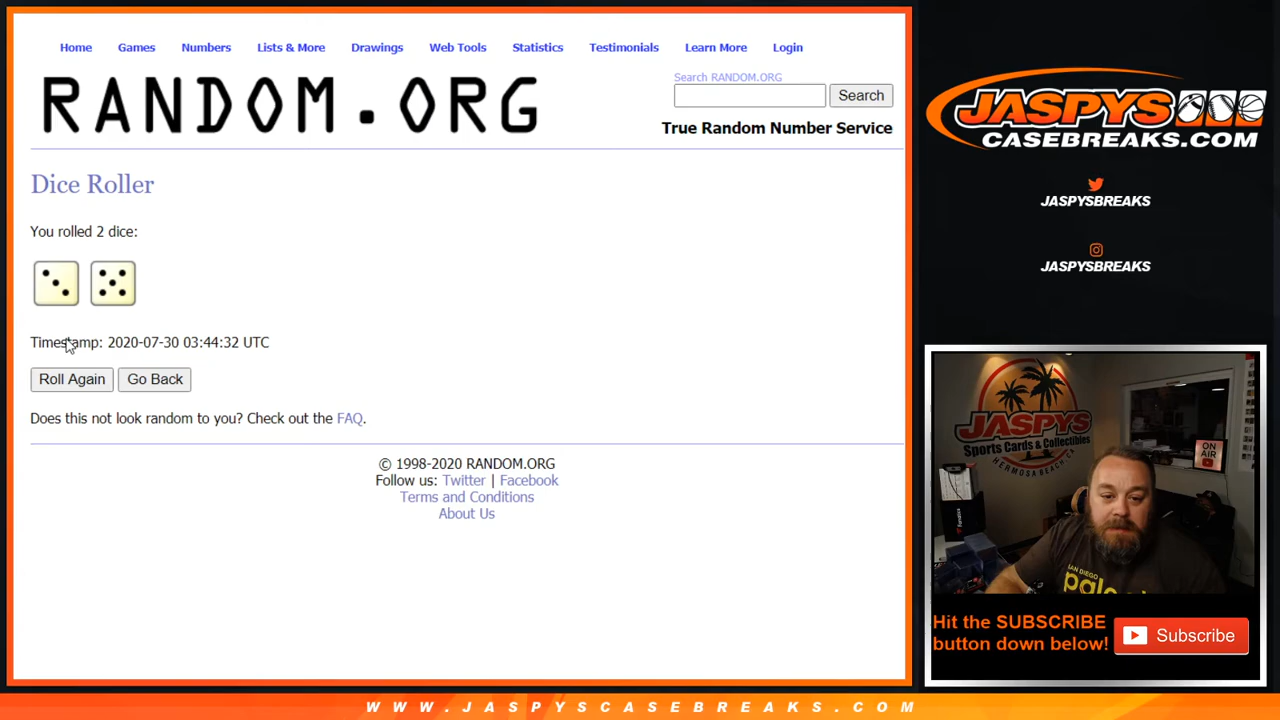 Home Games Numbers Lists & More Drawings Web Tools Statistics Testimonials Learn More Login
RANDOM.ORG
Search RANDOM.ORG
Search
True Random Number Service
Dice Roller
You rolled 2 dice:
Timestamp: 2020-07-30 03:44:32 UTC
Roll Again Go Back
Does this not look random to you? Check out the FAQ.
© 1998-2020 RANDOM.ORG
Follow us: Twitter | Facebook
Terms and Conditions
About Us
JASPYS
CASEBREAKS.COM
JASPYSBREAKS
JASPYSBREAKS
JASPYS
Sports Cards & Collectibles
HERMOSA BEACH, CA
ON
AIR
SAN DIEGO
Hit the SUBSCRIBE
button down below!
Subscribe
WWW.JASPYSCASEBREAKS.COM